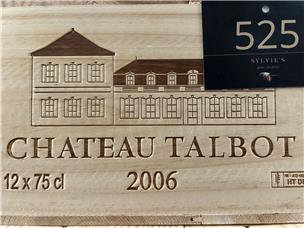 525
SYLVIE'S
CHATEAU TALBOT
12 x 75 cl
2006